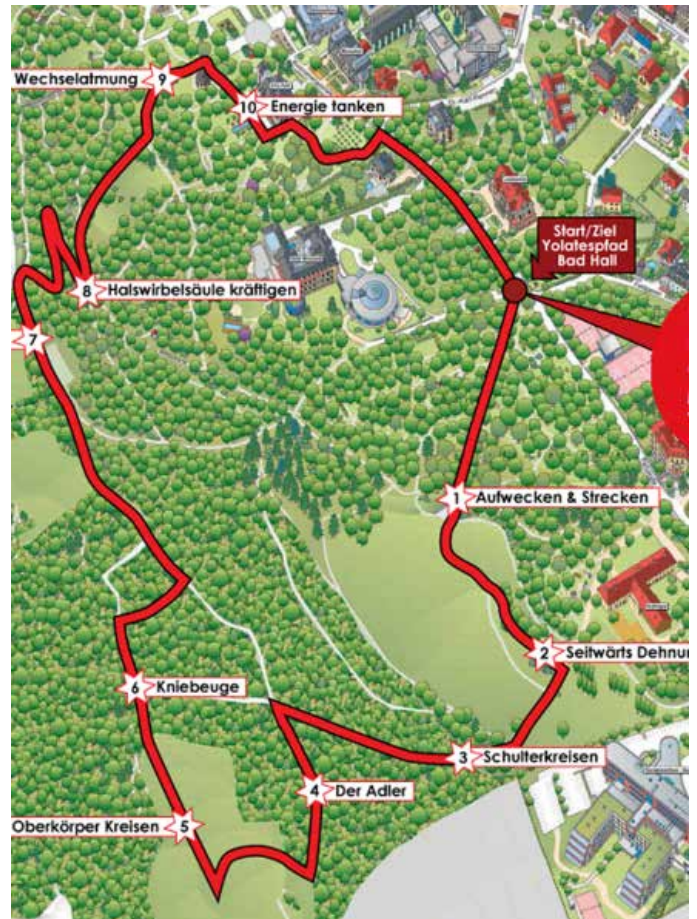 Wechselatmung 9
10 Energie tanken
Start/Ziel
Yolatespfad
Bad Hall
8 Halswirbelsäule kräftigen
7
1 Aufwecken & Strecken
2 Seitwärts Dehnun
6 Kniebeuge
3 Schulterkreisen
4 Der Adler
Oberkörper Kreisen 5